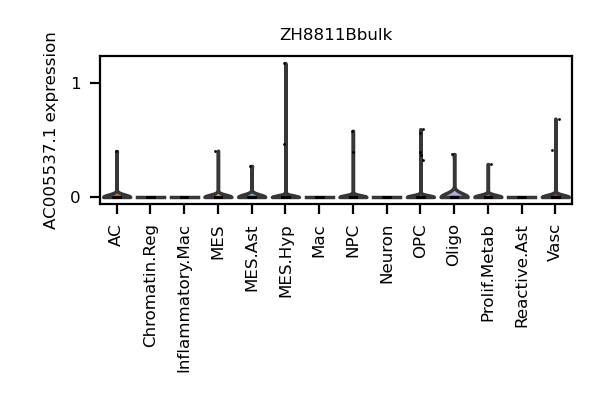 ZH8811Bbulk
AC005537.1 expression
1
0
AC
Chromatin.Reg
Inflammatory.Mac
MES
MES.Ast
MES.Hyp
Mac
NPC
Neuron
OPC
Oligo
Prolif.Metab
Reactive.Ast
Vasc